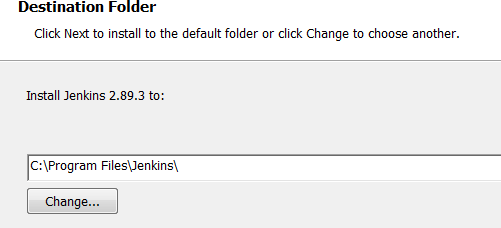 Destination Folder
Click Next to install to the default folder or click Change to choose another.
Install Jenkins 2.89.3 to:
C:\Program Files\Jenkins\
Change...